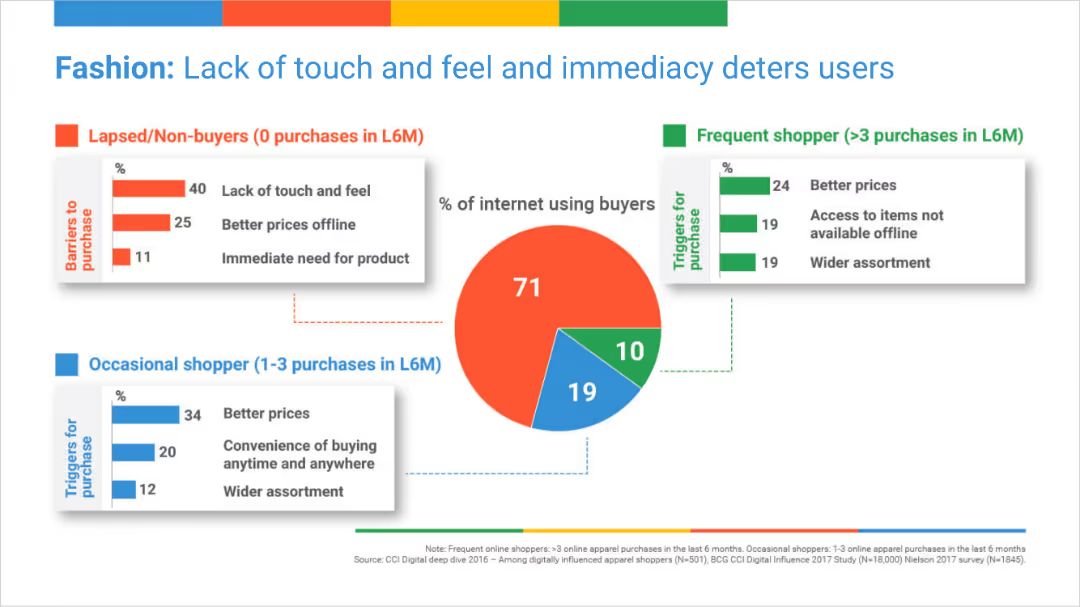 Fashion: Lack of touch and feel and immediacy deters users
Lapsed/Non-buyers (0 purchases in L6M)
Barriers to
purchase
%
40 Lack of touch and feel
25 Better prices offline
11 Immediate need for product
% of internet using buyers
71
10
19
Frequent shopper (>3 purchases in L6M)
Triggers for
purchase
%
24 Better prices
19 Access to items not
available offline
19 Wider assortment
Occasional shopper (1-3 purchases in L6M)
Triggers for
purchase
%
34 Better prices
20 Convenience of buying
anytime and anywhere
12 Wider assortment
Note: Frequent online shoppers: >3 online apparel purchases in the last 6 months. Occasional shoppers: 1-3 online apparel purchases in the last 6 months
Source: CCI Digital deep dive 2016 – Among digitally influenced apparel shoppers (N=501), BCG CCI Digital Influence 2017 Study (N=18,000) Nielson 2017 survey (N=1845).